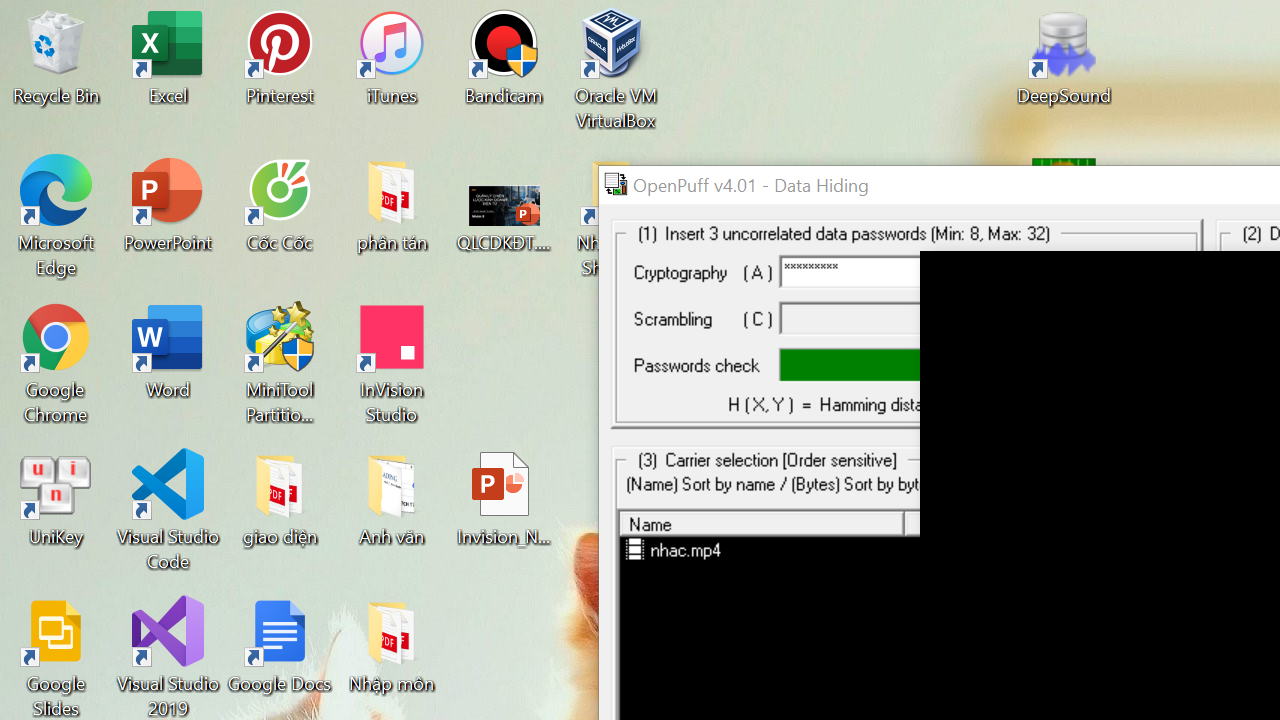 Recycle Bin
Excel
Pinterest
iTunes
Bandicam
Oracle VM
VirtualBox
DeepSound
Microsoft
Edge
PowerPoint
Cốc Cốc
phân tán
QLCDKĐT....
Nh
Sh
Google
Chrome
Word
MiniTool
Partitio...
InVision
Studio
UniKey
Visual Studio
Code
giao diện
Anh văn
Invision_N...
Google
Slides
Visual Studio
2019
Google Docs
Nhập môn
OpenPuff v4.01 - Data Hiding
(1) Insert 3 uncorrelated data passwords (Min: 8, Max: 32)
(2) D
Cryptography (A) *********
Scrambling (C)
Passwords check
H (X,Y) = Hamming dista
(3) Carrier selection [Order sensitive]
(Name) Sort by name / (Bytes) Sort by byt
Name
nhac.mp4